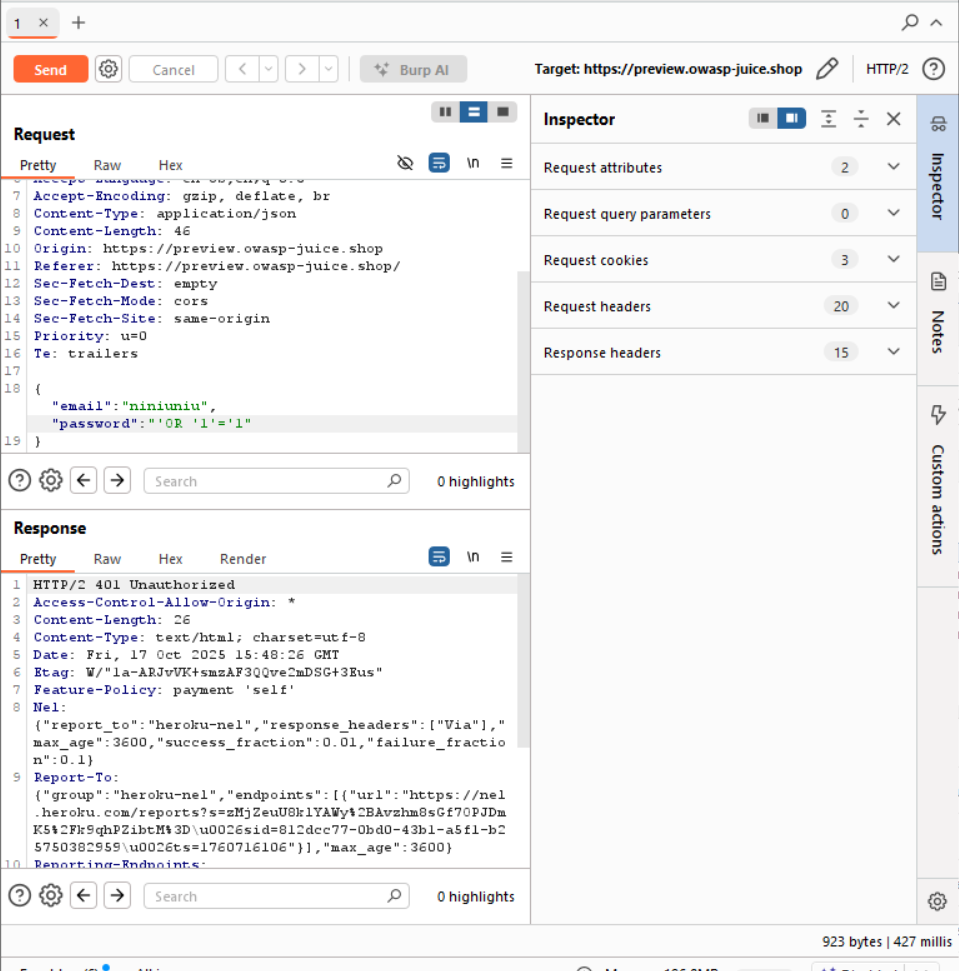 1 × +
Send Cancel < > Burp AI Target: https://preview.owasp-juice.shop HTTP/2 ?
Request
Pretty Raw Hex \n
7 Accept-Encoding: gzip, deflate, br
8 Content-Type: application/json
9 Content-Length: 46
10 Origin: https://preview.owasp-juice.shop
11 Referer: https://preview.owasp-juice.shop/
12 Sec-Fetch-Dest: empty
13 Sec-Fetch-Mode: cors
14 Sec-Fetch-Site: same-origin
15 Priority: u=0
16 Te: trailers
17
18 {
"email":"niniuniu",
"password":"'OR '1'='1"
19 }
Search 0 highlights
Response
Pretty Raw Hex Render \n
1 HTTP/2 401 Unauthorized
2 Access-Control-Allow-Origin: *
3 Content-Length: 26
4 Content-Type: text/html; charset=utf-8
5 Date: Fri, 17 Oct 2025 15:48:26 GMT
6 Etag: W/"1a-ARJvVK+smzAF3QQve2mDSG+3Eus"
7 Feature-Policy: payment 'self'
8 Nel:
{"report_to":"heroku-nel","response_headers":["Via"],"
max_age":3600,"success_fraction":0.01,"failure_fractio
n":0.1}
9 Report-To:
{"group":"heroku-nel","endpoints":[{"url":"https://nel
.heroku.com/reports?s=zMjZeuU8klYAWy%2BAvzhm8sGf70PJDm
K5%2Fk9qhPZibtM%3D\u0026sid=812dcc77-0bd0-43b1-a5f1-b2
5750382959\u0026ts=1760716106"}],"max_age":3600}
10 Reporting-Endpoints:
Search 0 highlights
Inspector
Request attributes 2
Request query parameters 0
Request cookies 3
Request headers 20
Response headers 15
Inspector
Notes
Custom actions
923 bytes | 427 millis